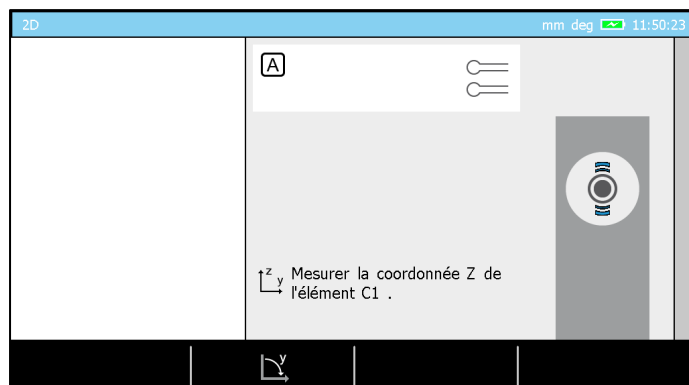 2D mm deg 11:50:23
A
z y Mesurer la coordonnée Z de
l'élément C1 .
y